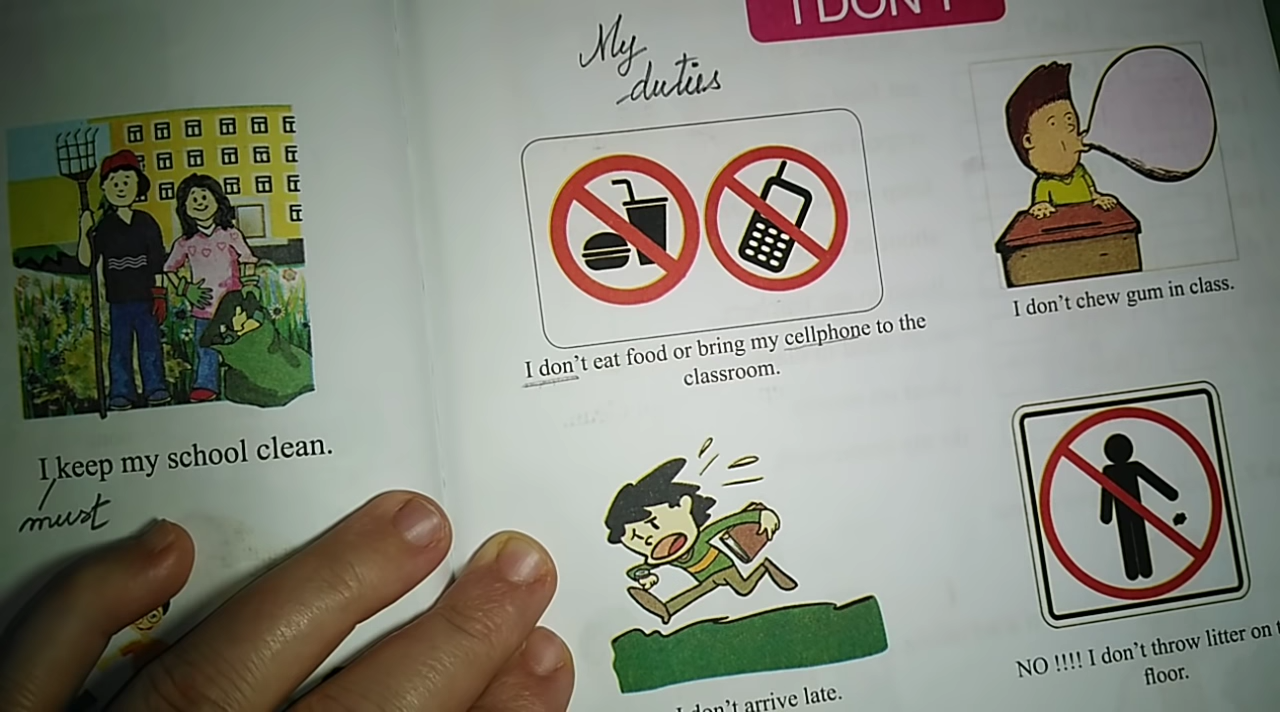 I keep my school clean.
must
I DON'T
My
duties
I don't eat food or bring my cellphone to the
classroom.
I don't chew gum in class.
I don't arrive late.
NO !!!! I don't throw litter on
floor.